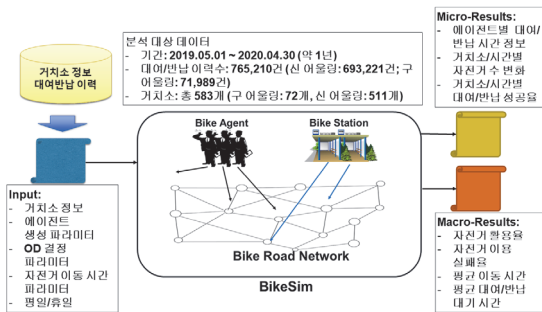 거치소 정보
대여반납 이력
분석 대상 데이터
- 기간: 2019.05.01 ~ 2020.04.30 (약 1년)
- 대여/반납 이력수: 765,210건 (신 어울링: 693,221건; 구
어울링: 71,989건)
- 거치소: 총 583개 (구 어울링: 72개, 신 어울링: 511개)
Micro-Results:
- 에이전트별 대여/
반납 시간 정보
- 거치소/시간별
자전거 수 변화
- 거치소/시간별
대여/반납 성공율
Bike Agent
Bike Station
Bike Road Network
BikeSim
Input:
- 거치소 정보
- 에이전트
생성 파라미터
- OD 결정
파라미터
- 자전거 이동 시간
파라미터
- 평일/휴일
Macro-Results:
- 자전거 활용율
- 자전거 이용
실패율
- 평균 이동 시간
- 평균 대여/반납
대기 시간